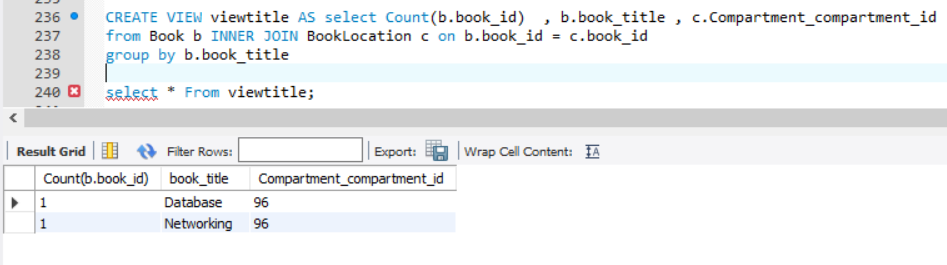 236 CREATE VIEW viewtitle AS select Count(b.book_id) , b.book_title , c.Compartment_compartment_id
237 from Book b INNER JOIN BookLocation c on b.book_id = c.book_id
238 group by b.book_title
239
240 select * From viewtitle;
<
Result Grid Filter Rows: Export: Wrap Cell Content: IA
Count(b.book_id) book_title Compartment_compartment_id
1 Database 96
1 Networking 96